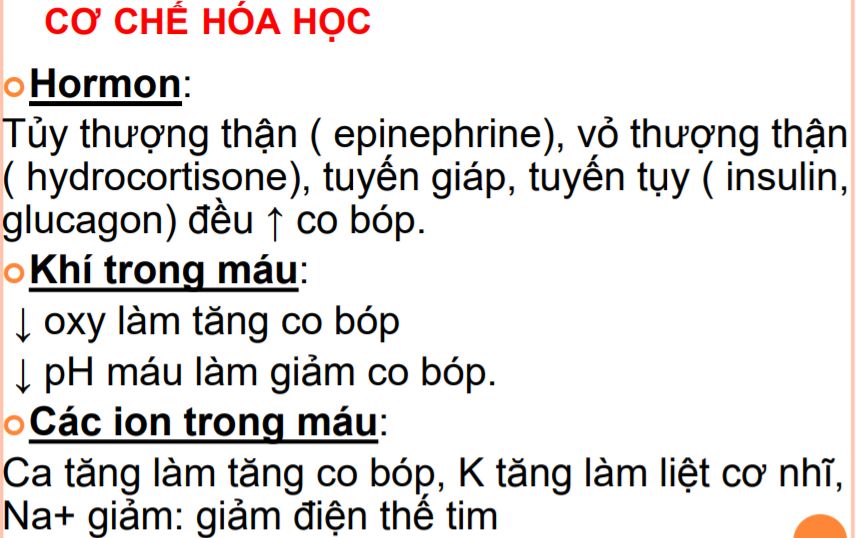 CƠ CHẾ HÓA HỌC
Hormon:
Tủy thượng thận ( epinephrine), vỏ thượng thận
( hydrocortisone), tuyến giáp, tuyến tụy ( insulin,
glucagon) đều ↑ co bóp.
Khí trong máu:
↓ oxy làm tăng co bóp
↓ pH máu làm giảm co bóp.
Các ion trong máu:
Ca tăng làm tăng co bóp, K tăng làm liệt cơ nhĩ,
Na+ giảm: giảm điện thế tim